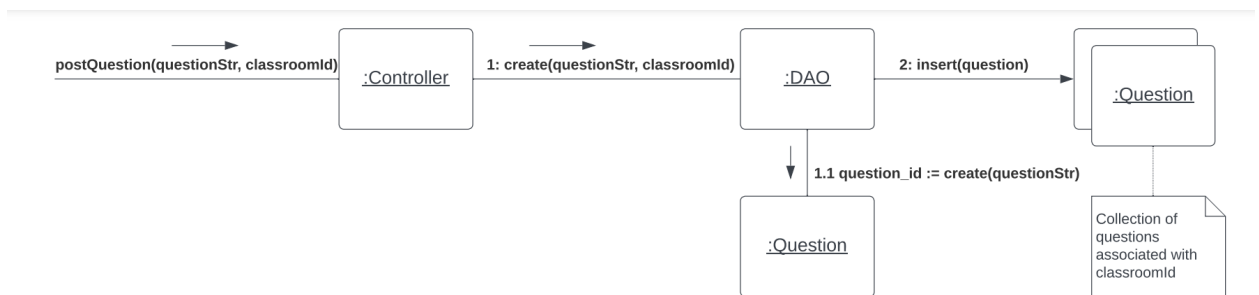 postQuestion(questionStr, classroomId)
:Controller
1: create(questionStr, classroomId)
:DAO
2: insert(question)
:Question
1.1 question_id := create(questionStr)
:Question
Collection of
questions
associated with
classroomId